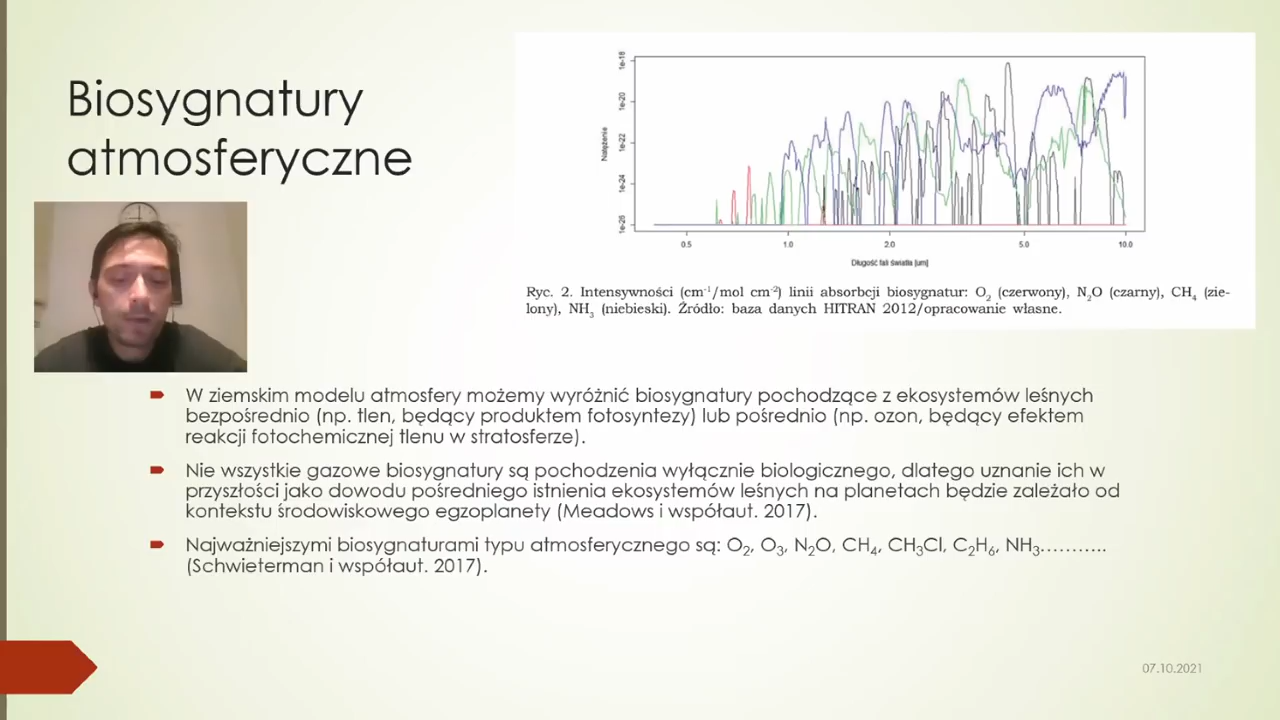 Biosygnatury
atmosferyczne
1e-18
1e-20
1e-22
1e-24
1e-26
Natężenie
0.5 1.0 2.0 5.0 10.0
Długość fali światła [um]
Ryc. 2. Intensywności (cm⁻¹/mol cm⁻²) linii absorbcji biosygnatur: O₂ (czerwony), N₂O (czarny), CH₄ (zie-
lony), NH₃ (niebieski). Źródło: baza danych HITRAN 2012/opracowanie własne.
W ziemskim modelu atmosfery możemy wyróżnić biosygnatury pochodzące z ekosystemów leśnych
bezpośrednio (np. tlen, będący produktem fotosyntezy) lub pośrednio (np. ozon, będący efektem
reakcji fotochemicznej tlenu w stratosferze).
Nie wszystkie gazowe biosygnatury są pochodzenia wyłącznie biologicznego, dlatego uznanie ich w
przyszłości jako dowodu pośredniego istnienia ekosystemów leśnych na planetach będzie zależało od
kontekstu środowiskowego egzoplanety (Meadows i współaut. 2017).
Najważniejszymi biosygnaturami typu atmosferycznego są: O₂, O₃, N₂O, CH₄, CH₃Cl, C₂H₆, NH₃………..
(Schwieterman i współaut. 2017).
07.10.2021